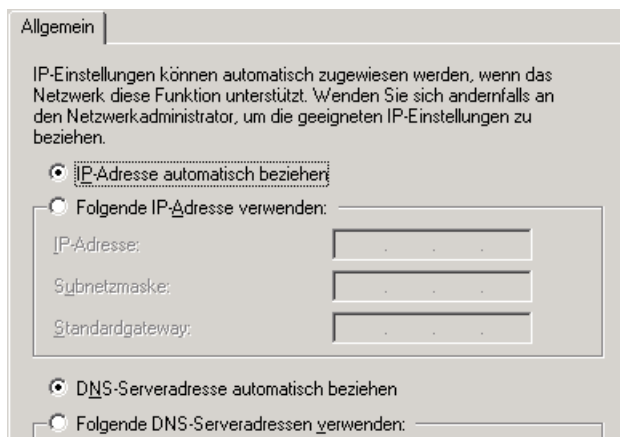 Allgemein
IP-Einstellungen können automatisch zugewiesen werden, wenn das
Netzwerk diese Funktion unterstützt. Wenden Sie sich andernfalls an
den Netzwerkadministrator, um die geeigneten IP-Einstellungen zu
beziehen.
IP-Adresse automatisch beziehen
Folgende IP-Adresse verwenden:
IP-Adresse:
Subnetzmaske:
Standardgateway:
DNS-Serveradresse automatisch beziehen
Folgende DNS-Serveradressen verwenden: